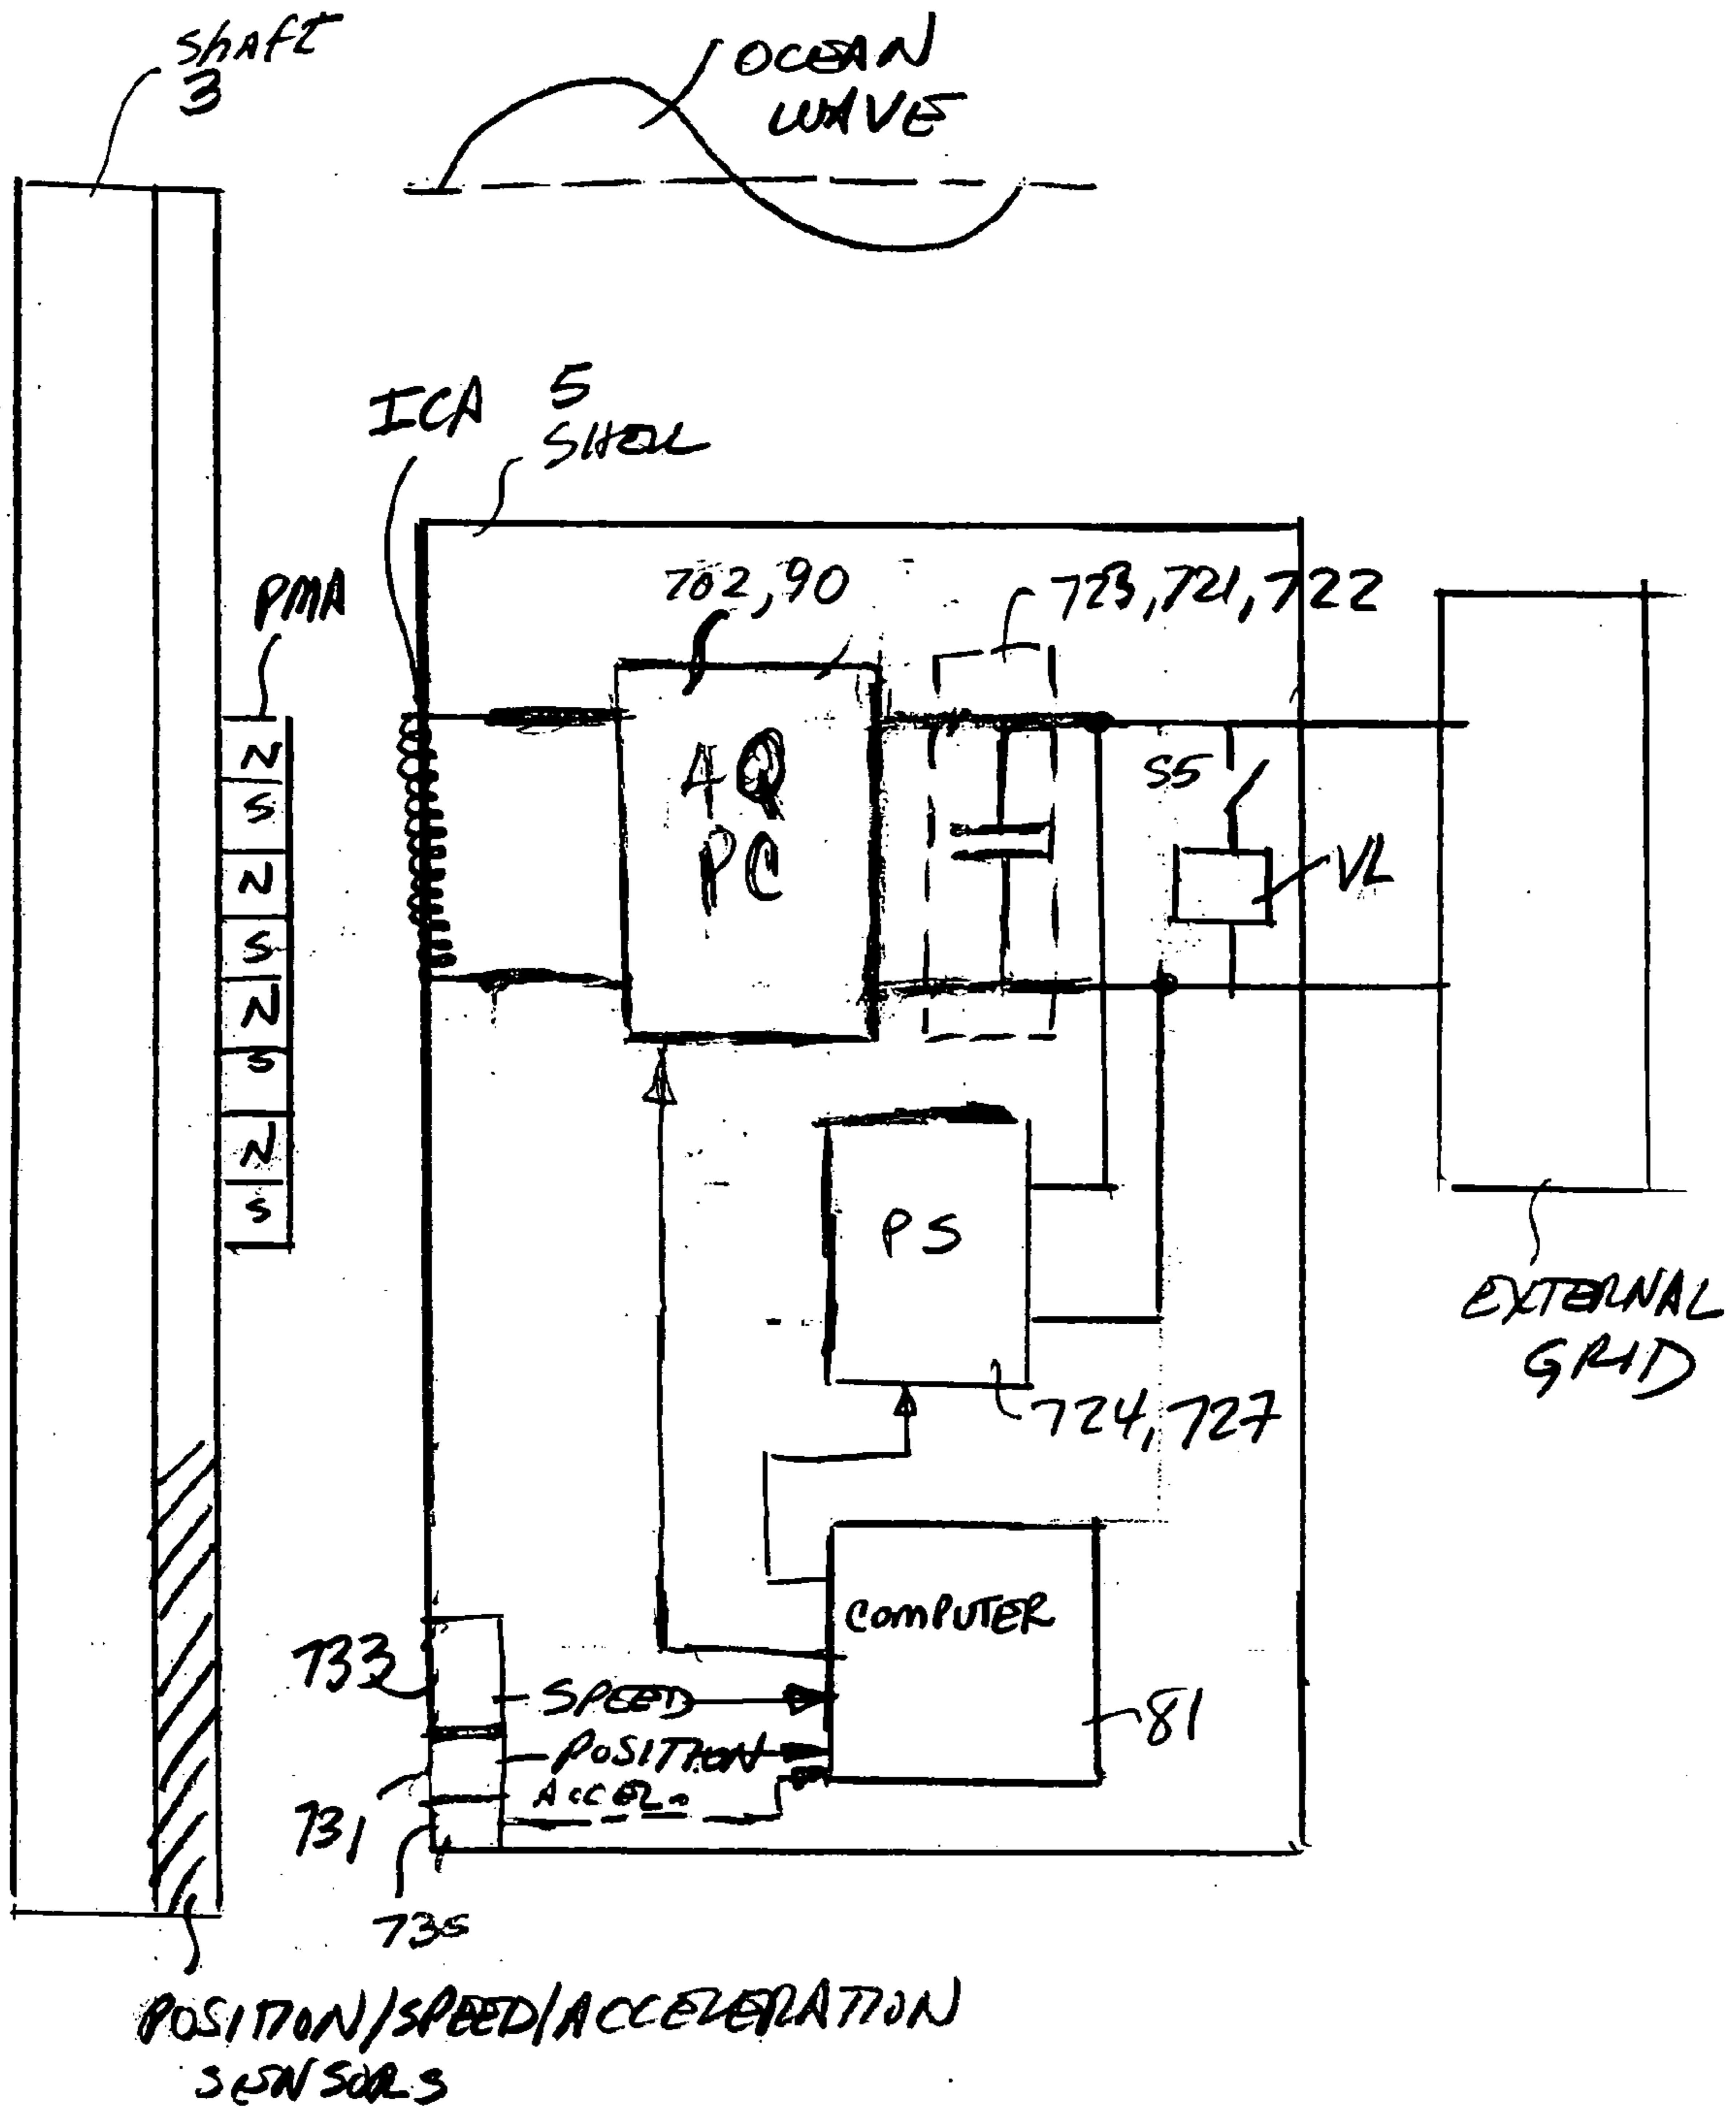 ShAft
3
OCEAN
WAVE
ICA
5
SHELL
PMA
702,90
723,721,722
N
S
N
S
N
S
N
S
4Q
PC
S5
VL
PS
EXTERNAL
GRID
724,727
COMPUTER
733
SPEED
81
POSITION
ACCEL.
731
735
POSITION/SPEED/ACCELERATION
SENSORS